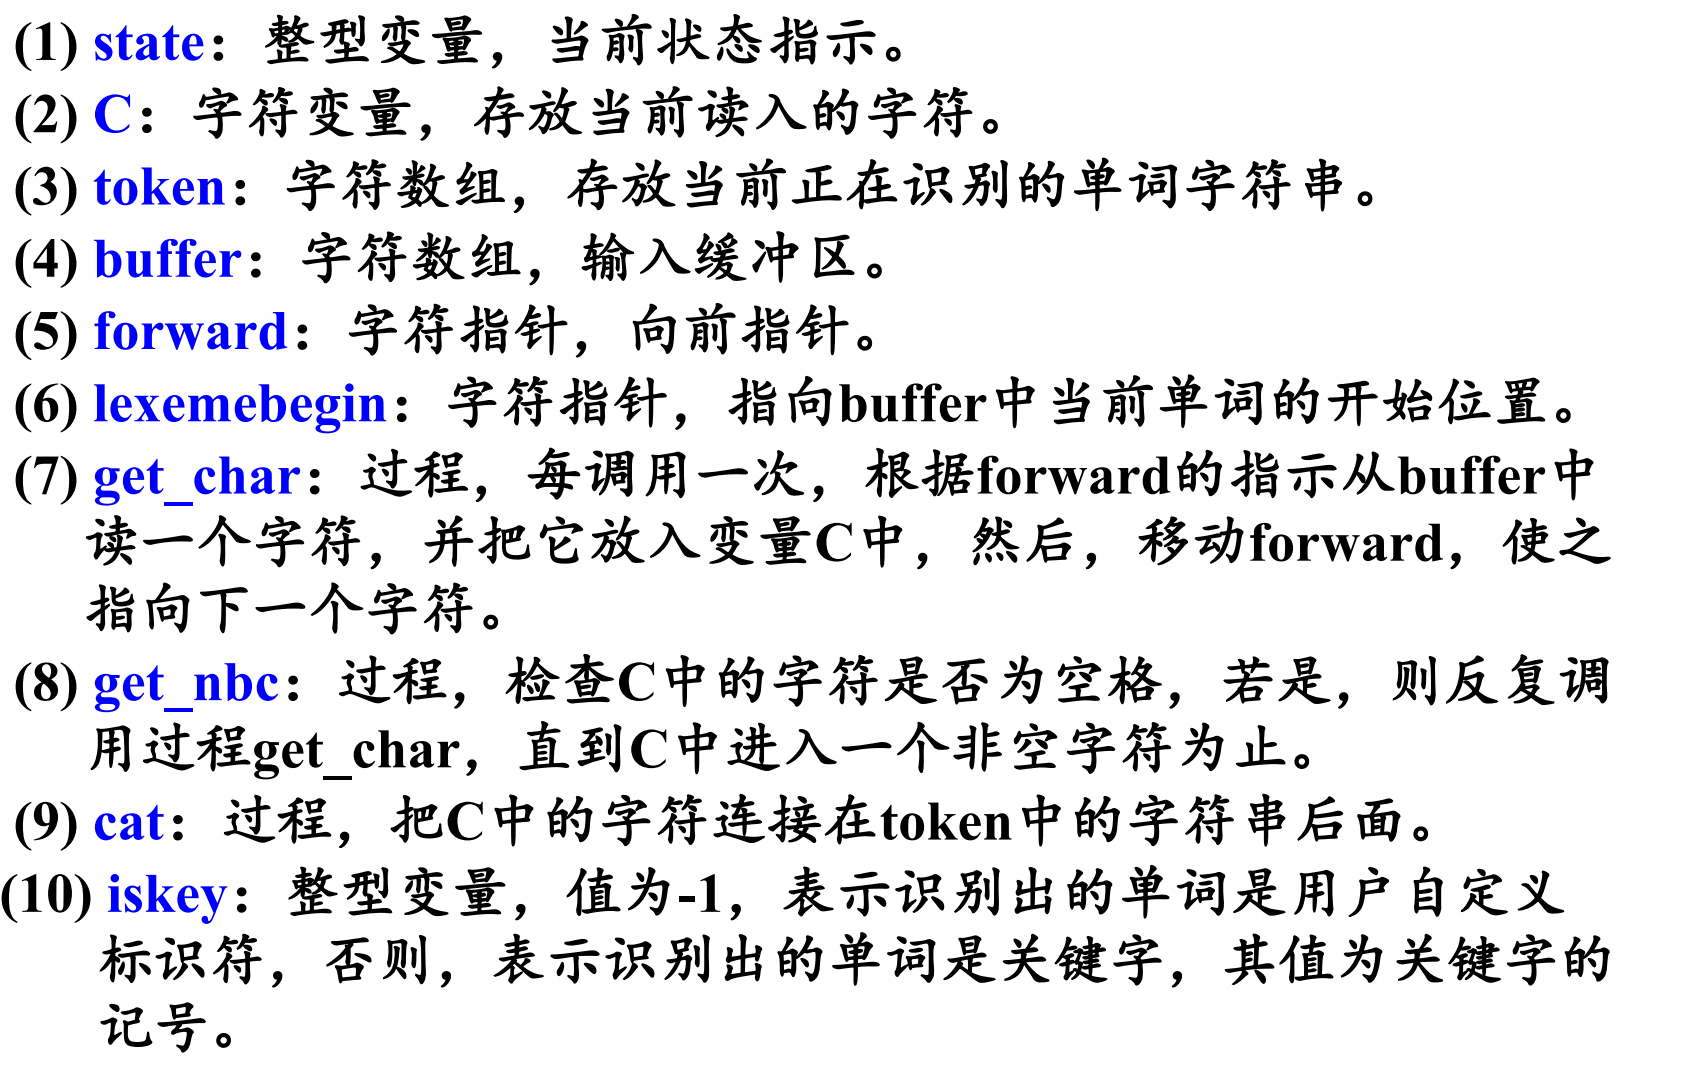 (1) state：整型变量，当前状态指示。
(2) C：字符变量，存放当前读入的字符。
(3) token：字符数组，存放当前正在识别的单词字符串。
(4) buffer：字符数组，输入缓冲区。
(5) forward：字符指针，向前指针。
(6) lexemebegin：字符指针，指向buffer中当前单词的开始位置。
(7) get_char：过程，每调用一次，根据forward的指示从buffer中
读一个字符，并把它放入变量C中，然后，移动forward，使之
指向下一个字符。
(8) get_nbc：过程，检查C中的字符是否为空格，若是，则反复调
用过程get_char，直到C中进入一个非空字符为止。
(9) cat：过程，把C中的字符连接在token中的字符串后面。
(10) iskey：整型变量，值为-1，表示识别出的单词是用户自定义
标识符，否则，表示识别出的单词是关键字，其值为关键字的
记号。